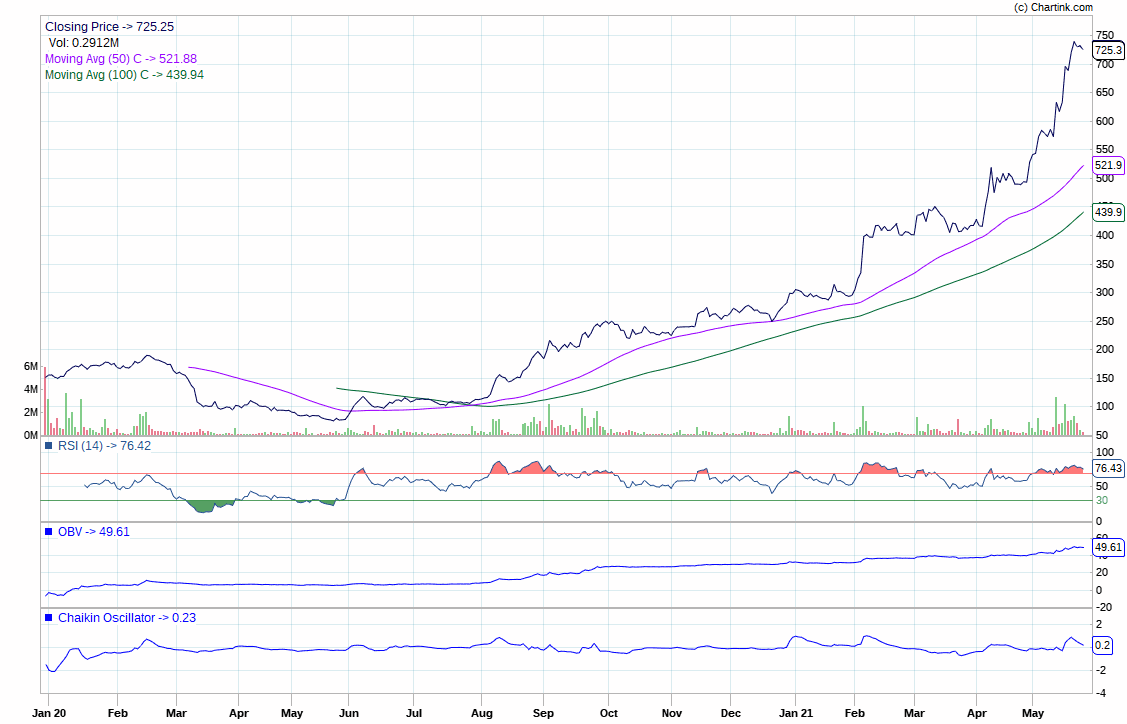 (c) Chartink.com
Closing Price -> 725.25
Vol: 0.2912M
Moving Avg (50) C -> 521.88
Moving Avg (100) C -> 439.94
750
725.3
700
650
600
550
521.9
500
439.9
400
350
300
250
200
150
100
50
6M
4M
2M
0M
RSI (14) -> 76.42
100
76.43
50
30
0
OBV -> 49.61
60
49.61
20
0
-20
Chaikin Oscillator -> 0.23
2
0.2
-2
-4
Jan 20 Feb Mar Apr May Jun Jul Aug Sep Oct Nov Dec Jan 21 Feb Mar Apr May